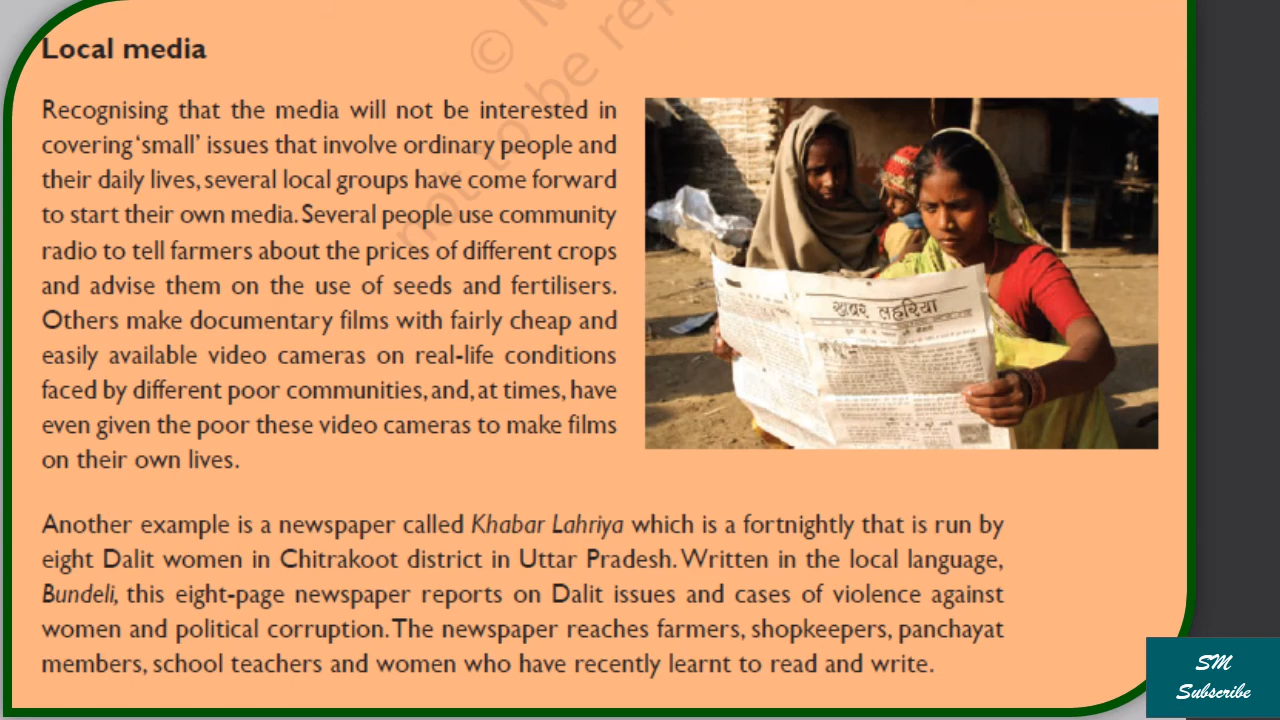 Local media
Recognising that the media will not be interested in
covering ‘small’ issues that involve ordinary people and
their daily lives, several local groups have come forward
to start their own media. Several people use community
radio to tell farmers about the prices of different crops
and advise them on the use of seeds and fertilisers.
Others make documentary films with fairly cheap and
easily available video cameras on real-life conditions
faced by different poor communities, and, at times, have
even given the poor these video cameras to make films
on their own lives.
खबर लहरिया
Another example is a newspaper called Khabar Lahriya which is a fortnightly that is run by
eight Dalit women in Chitrakoot district in Uttar Pradesh. Written in the local language,
Bundeli, this eight-page newspaper reports on Dalit issues and cases of violence against
women and political corruption. The newspaper reaches farmers, shopkeepers, panchayat
members, school teachers and women who have recently learnt to read and write.
© N
not to be re
SM
Subscribe